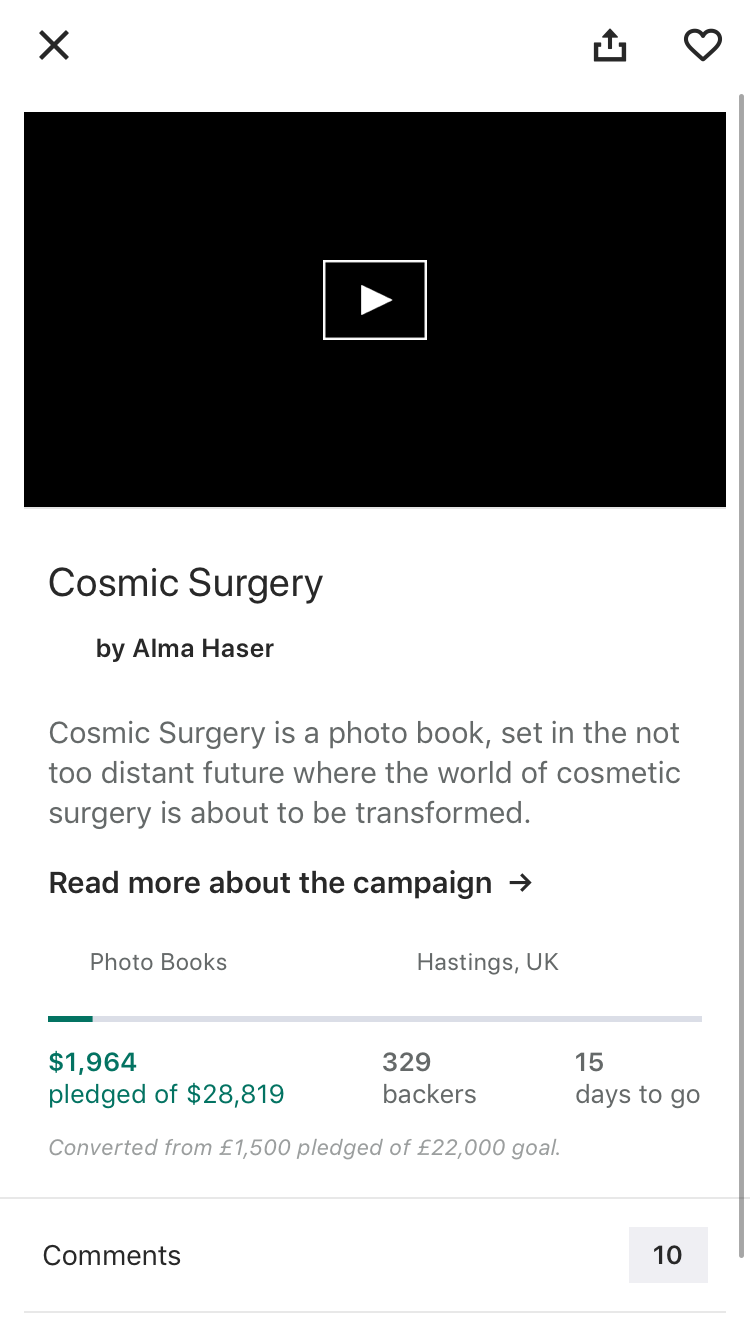 Cosmic Surgery
by Alma Haser
Cosmic Surgery is a photo book, set in the not
too distant future where the world of cosmetic
surgery is about to be transformed.
Read more about the campaign →
Photo Books
Hastings, UK
$1,964
pledged of $28,819
329
backers
15
days to go
Converted from £1,500 pledged of £22,000 goal.
Comments
10